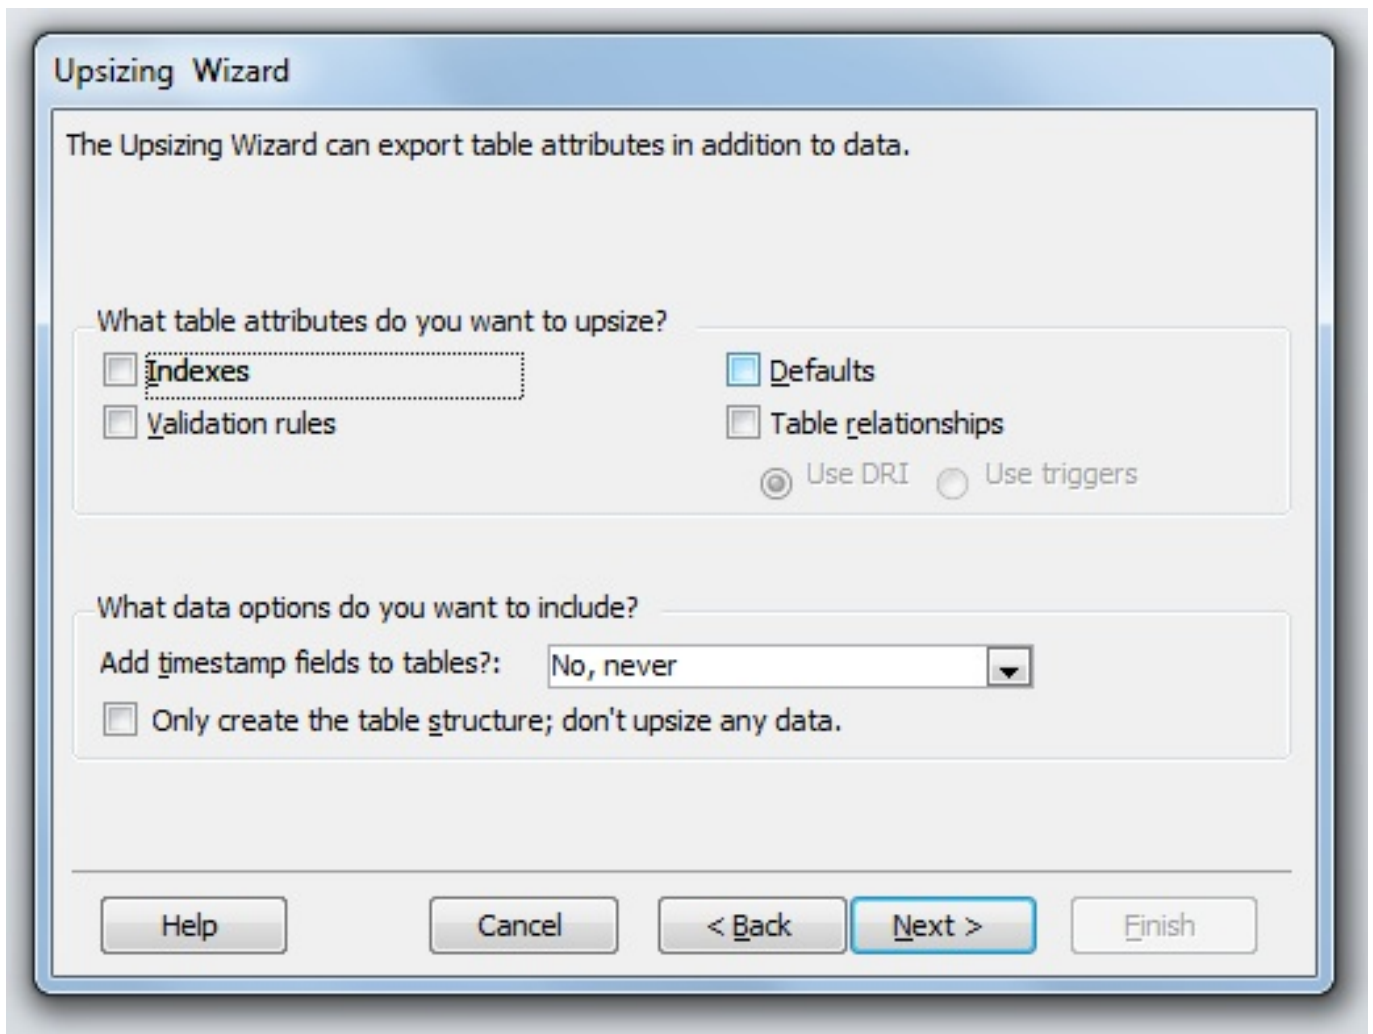 Upsizing Wizard
The Upsizing Wizard can export table attributes in addition to data.
What table attributes do you want to upsize?
Indexes
Defaults
Validation rules
Table relationships
Use DRI
Use triggers
What data options do you want to include?
Add timestamp fields to tables?:
No, never
Only create the table structure; don't upsize any data.
Help
Cancel
< Back
Next >
Finish